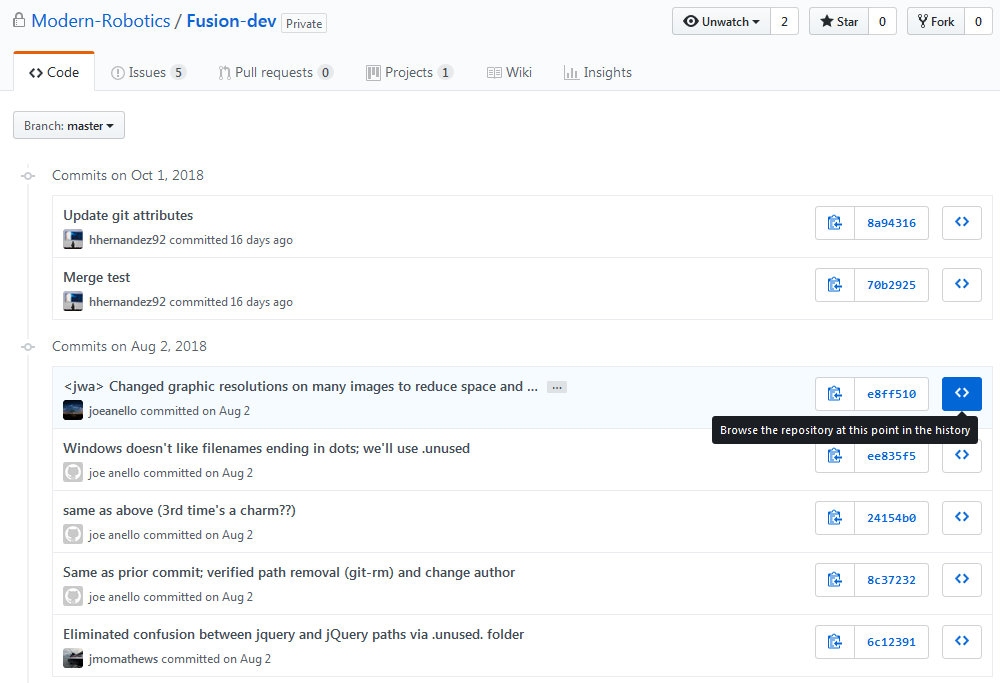 Modern-Robotics / Fusion-dev Private
Unwatch 2 Star 0 Fork 0
Code Issues 5 Pull requests 0 Projects 1 Wiki Insights
Branch: master
Commits on Oct 1, 2018
Update git attributes
hhernandez92 committed 16 days ago
8a94316
Merge test
hhernandez92 committed 16 days ago
70b2925
Commits on Aug 2, 2018
<jwa> Changed graphic resolutions on many images to reduce space and ... …
joeanello committed on Aug 2
e8ff510
Browse the repository at this point in the history
Windows doesn't like filenames ending in dots; we'll use .unused
joe anello committed on Aug 2
ee835f5
same as above (3rd time's a charm??)
joe anello committed on Aug 2
24154b0
Same as prior commit; verified path removal (git-rm) and change author
joe anello committed on Aug 2
8c37232
Eliminated confusion between jquery and jQuery paths via .unused. folder
jmomathews committed on Aug 2
6c12391